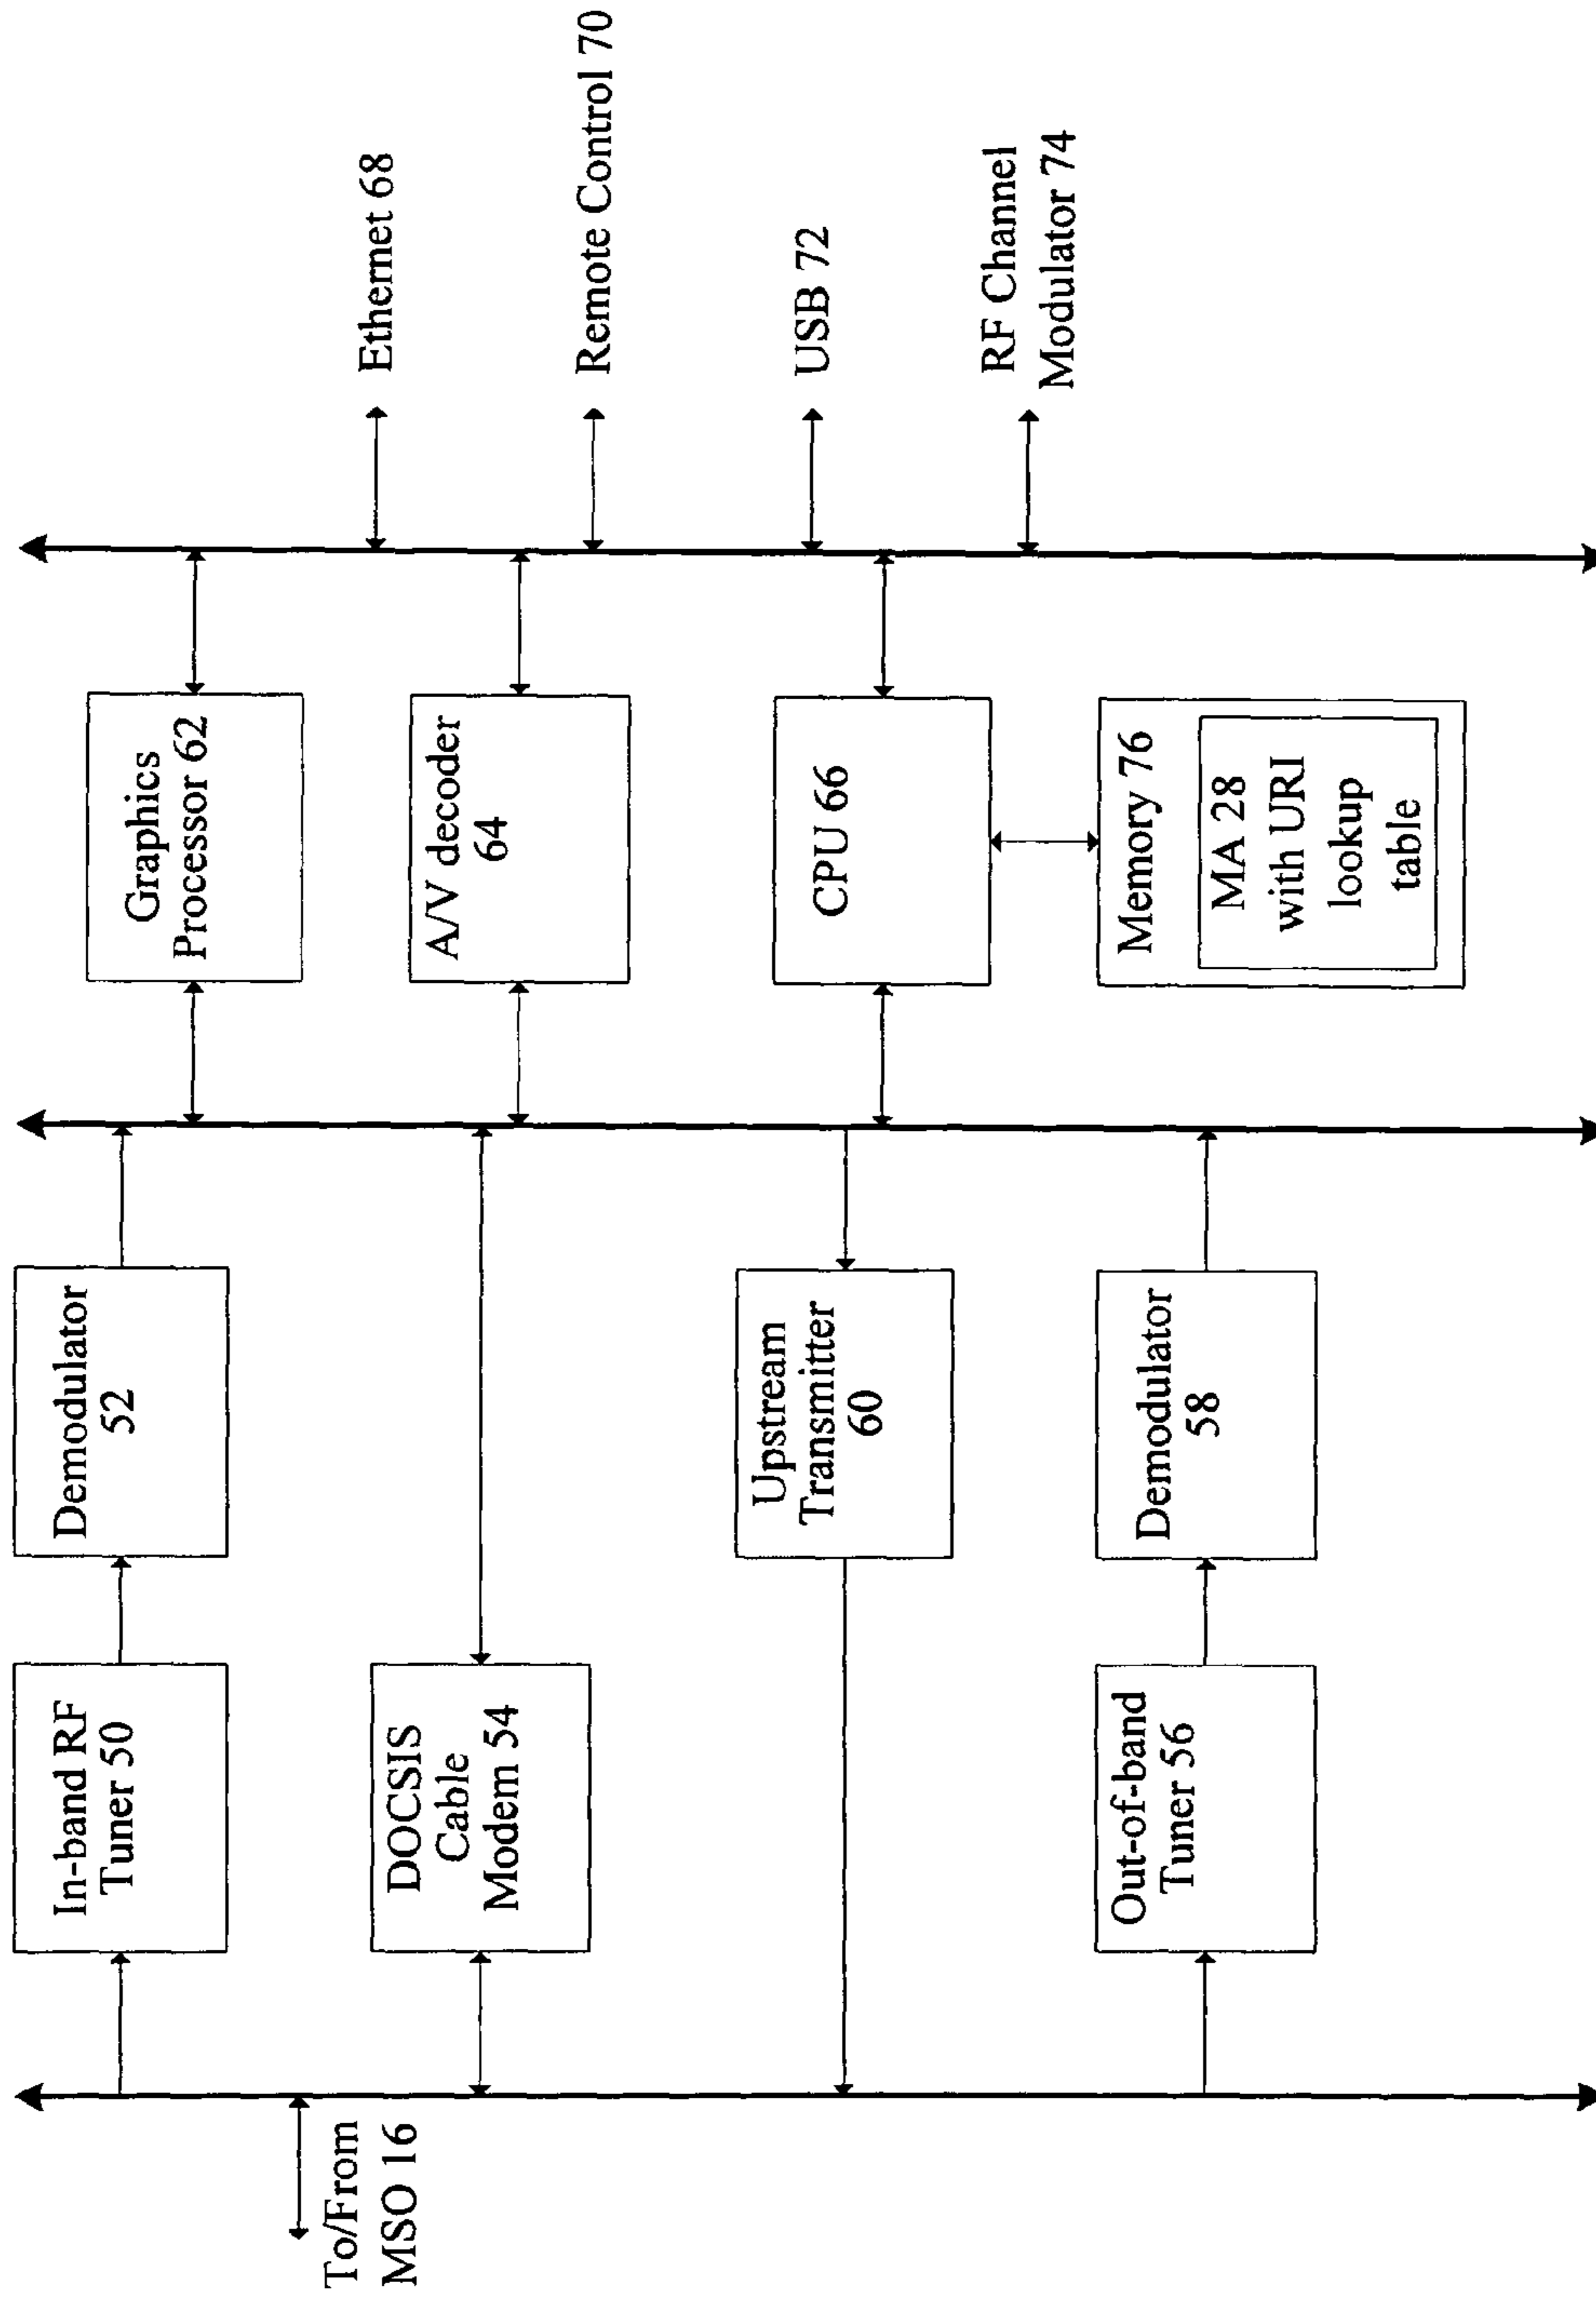 To/From
MSO 16
In-band RF
Tuner 50
Demodulator
52
DOCSIS
Cable
Modem 54
Upstream
Transmitter
60
Out-of-band
Tuner 56
Demodulator
58
Graphics
Processor 62
A/V decoder
64
CPU 66
Memory 76
MA 28
with URI
lookup
table
Ethernet 68
Remote Control 70
USB 72
RF Channel
Modulator 74